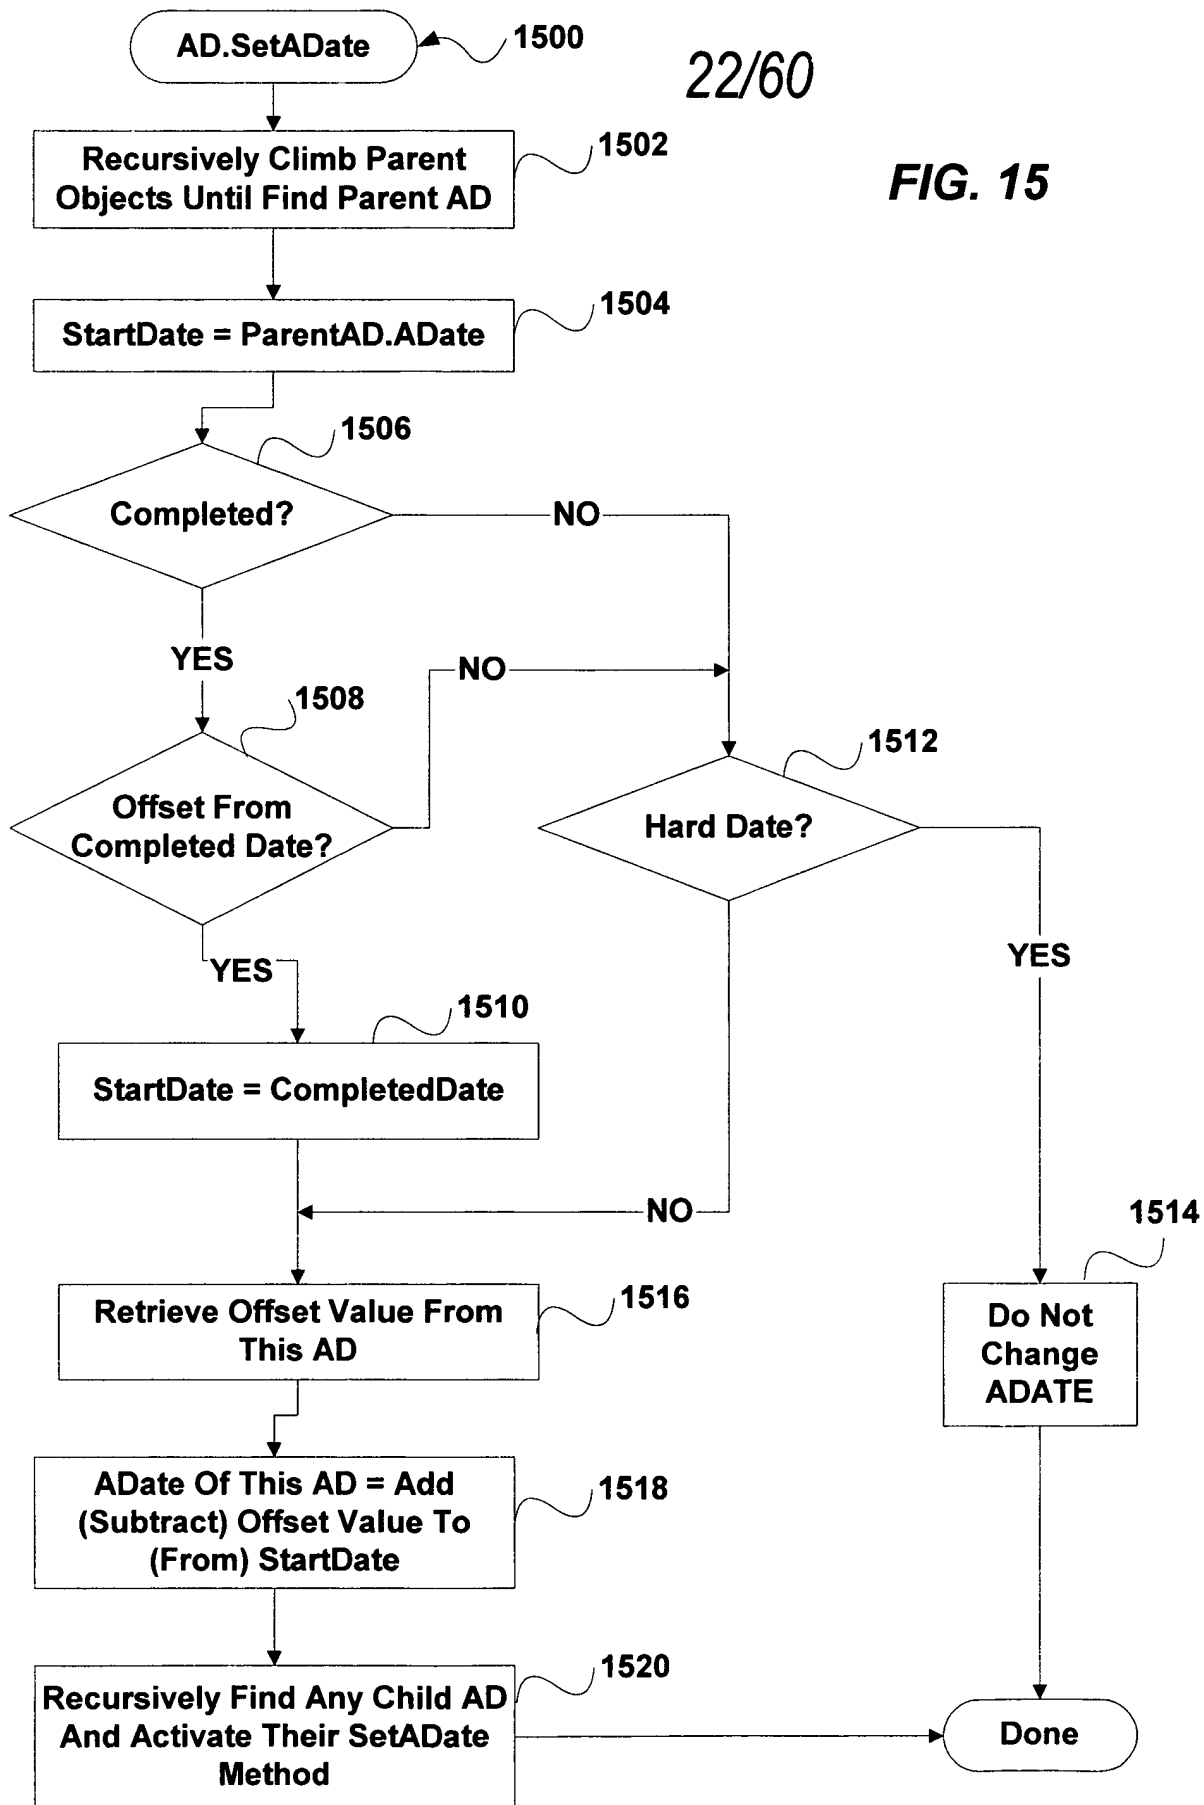 AD.SetADate
1500
22/60
FIG. 15
1502
Recursively Climb Parent
Objects Until Find Parent AD
1504
StartDate = ParentAD.ADate
1506
Completed?
NO
YES
1508
NO
Offset From
Completed Date?
1512
Hard Date?
YES
YES
1510
StartDate = CompletedDate
NO
1514
Retrieve Offset Value From
This AD
1516
Do Not
Change
ADATE
ADate Of This AD = Add
(Subtract) Offset Value To
(From) StartDate
1518
1520
Recursively Find Any Child AD
And Activate Their SetADate
Method
Done